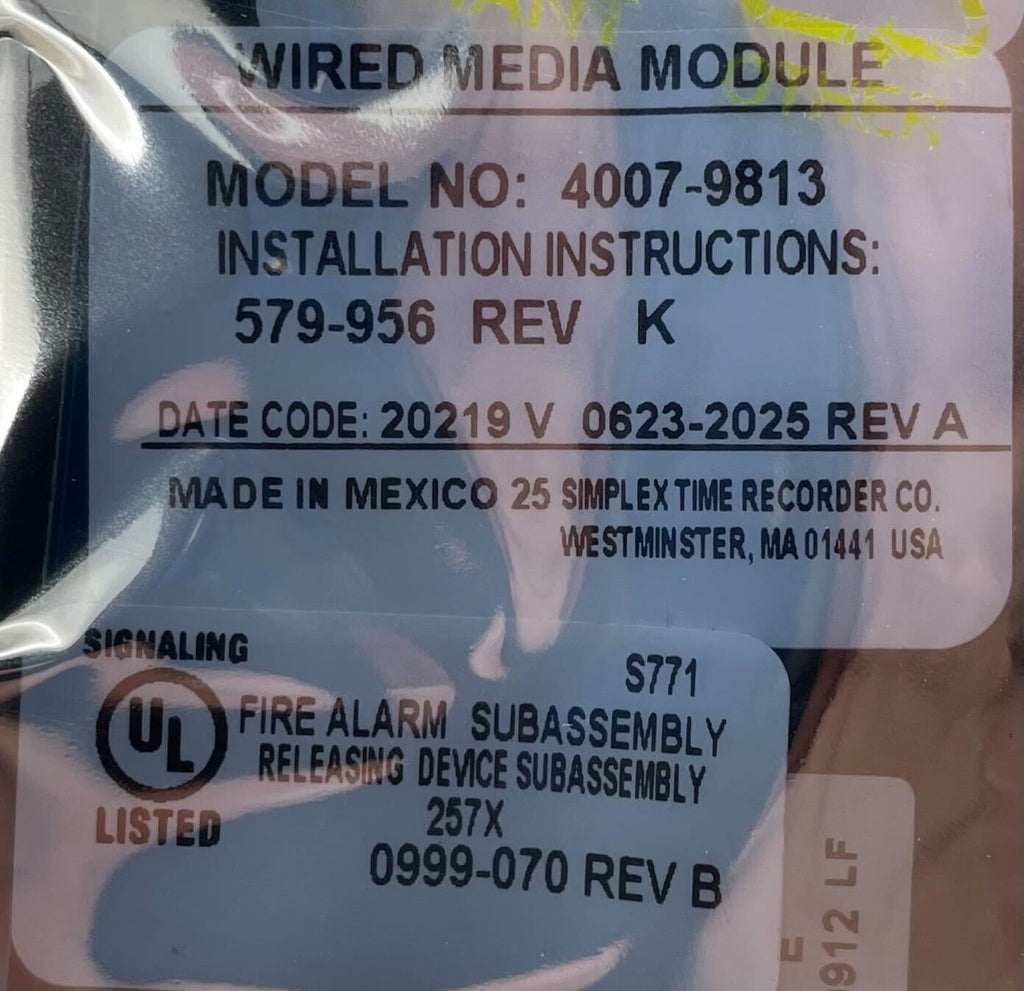 WIRED MEDIA MODULE
MODEL NO: 4007-9813
INSTALLATION INSTRUCTIONS:
579-956 REV K
DATE CODE: 20219 V 0623-2025 REV A
MADE IN MEXICO 25 SIMPLEX TIME RECORDER CO.
WESTMINSTER, MA 01441 USA
SIGNALING
S771
UL
FIRE ALARM SUBASSEMBLY
RELEASING DEVICE SUBASSEMBLY
LISTED
257X
0999-070 REV B
E
912 LF